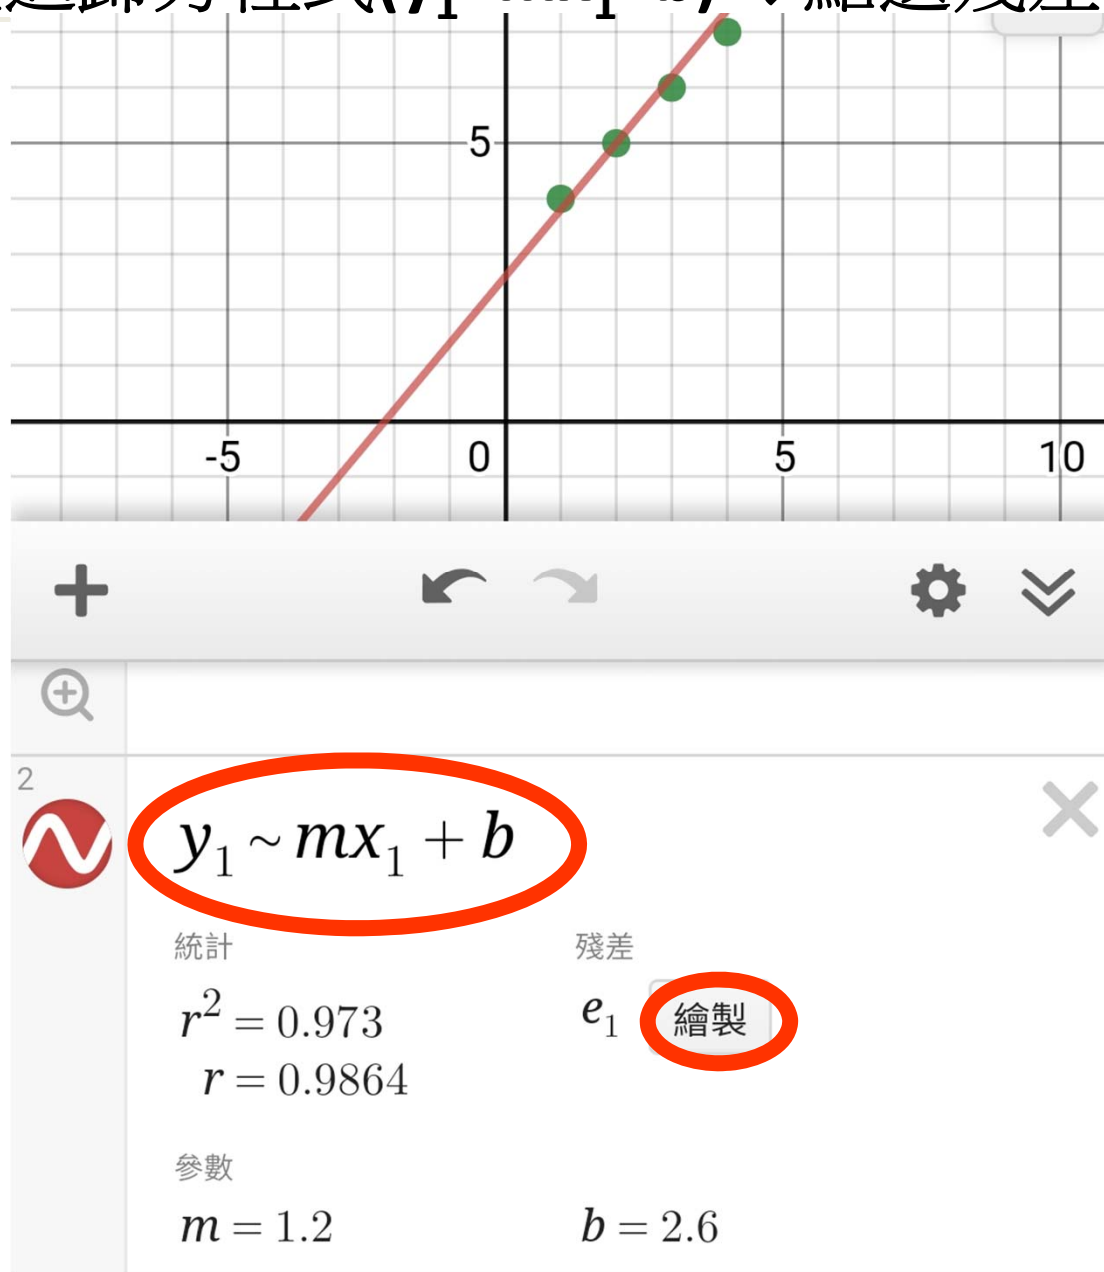 5
-5
0
5
10
2
y₁ ~ mx₁ + b
統計
殘差
r² = 0.973
e₁ 繪製
r = 0.9864
參數
m = 1.2
b = 2.6